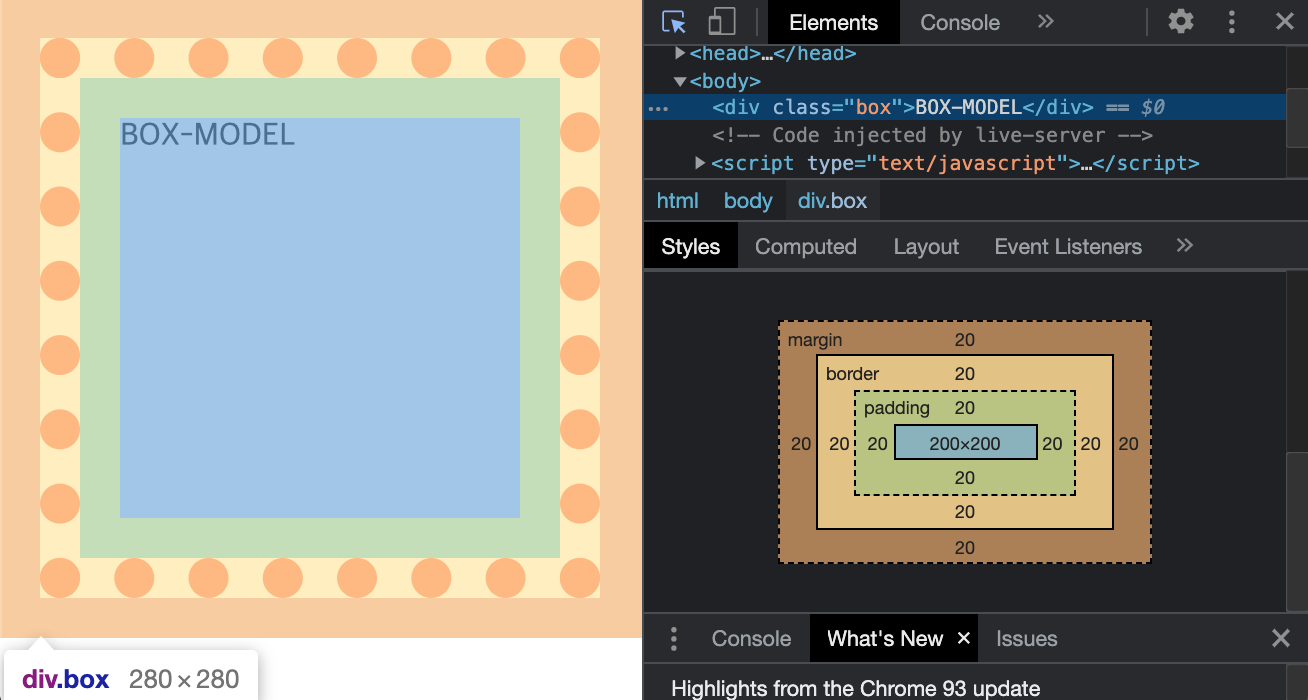 BOX-MODEL
div.box 280×280
Elements Console »
▶<head>…</head>
▼<body>
… <div class="box">BOX-MODEL</div> == $0
<!-- Code injected by live-server -->
▶<script type="text/javascript">…</script>
html body div.box
Styles Computed Layout Event Listeners »
margin 20
border 20
padding 20
20 20 20 200×200 20 20 20
20
20
20
Console What's New × Issues
Highlights from the Chrome 93 update